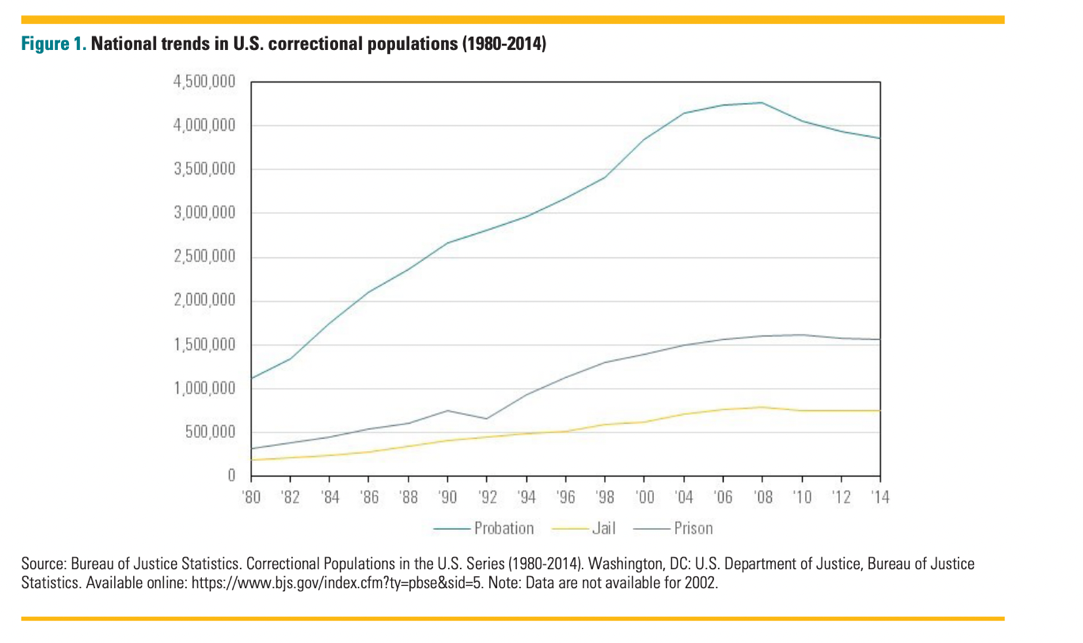 Figure 1. National trends in U.S. correctional populations (1980-2014)
4,500,000
4,000,000
3,500,000
3,000,000
2,500,000
2,000,000
1,500,000
1,000,000
500,000
0
'80 '82 '84 '86 '88 '90 '92 '94 '96 '98 '00 '04 '06 '08 '10 '12 '14
Probation Jail Prison
Source: Bureau of Justice Statistics. Correctional Populations in the U.S. Series (1980-2014). Washington, DC: U.S. Department of Justice, Bureau of Justice
Statistics. Available online: https://www.bjs.gov/index.cfm?ty=pbse&sid=5. Note: Data are not available for 2002.